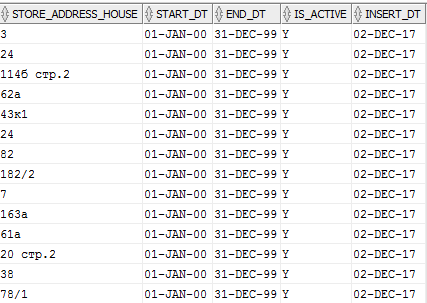 STORE_ADDRESS_HOUSE START_DT END_DT IS_ACTIVE INSERT_DT
3 01-JAN-00 31-DEC-99 Y 02-DEC-17
24 01-JAN-00 31-DEC-99 Y 02-DEC-17
114б стр.2 01-JAN-00 31-DEC-99 Y 02-DEC-17
62а 01-JAN-00 31-DEC-99 Y 02-DEC-17
43к1 01-JAN-00 31-DEC-99 Y 02-DEC-17
24 01-JAN-00 31-DEC-99 Y 02-DEC-17
82 01-JAN-00 31-DEC-99 Y 02-DEC-17
182/2 01-JAN-00 31-DEC-99 Y 02-DEC-17
7 01-JAN-00 31-DEC-99 Y 02-DEC-17
163а 01-JAN-00 31-DEC-99 Y 02-DEC-17
61а 01-JAN-00 31-DEC-99 Y 02-DEC-17
20 стр.2 01-JAN-00 31-DEC-99 Y 02-DEC-17
38 01-JAN-00 31-DEC-99 Y 02-DEC-17
78/1 01-JAN-00 31-DEC-99 Y 02-DEC-17